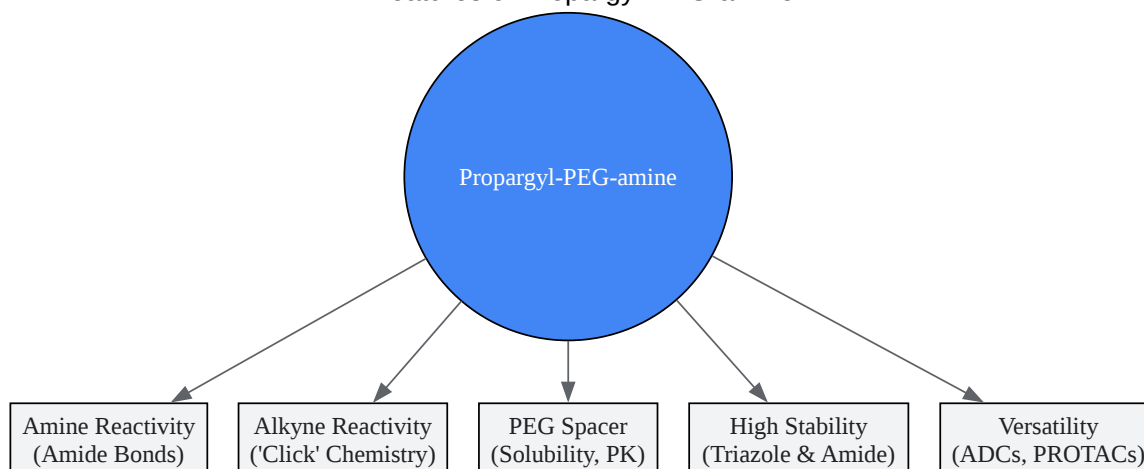 Propargyl-PEG-amine
Amine Reactivity
(Amide Bonds)
Alkyne Reactivity
('Click' Chemistry)
PEG Spacer
(Solubility, PK)
High Stability
(Triazole & Amide)
Versatility
(ADCs, PROTACs)